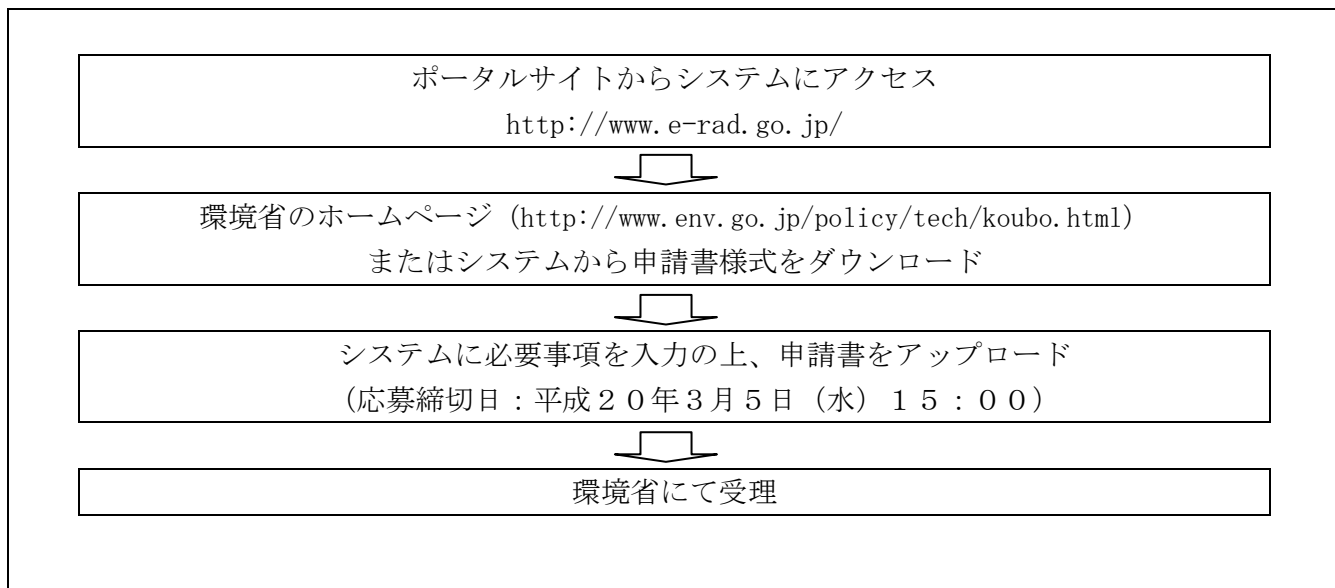 ポータルサイトからシステムにアクセス
http://www.e-rad.go.jp/
環境省のホームページ（http://www.env.go.jp/policy/tech/koubo.html）
またはシステムから申請書様式をダウンロード
システムに必要事項を入力の上、申請書をアップロード
（応募締切日：平成２０年３月５日（水）１５：００）
環境省にて受理